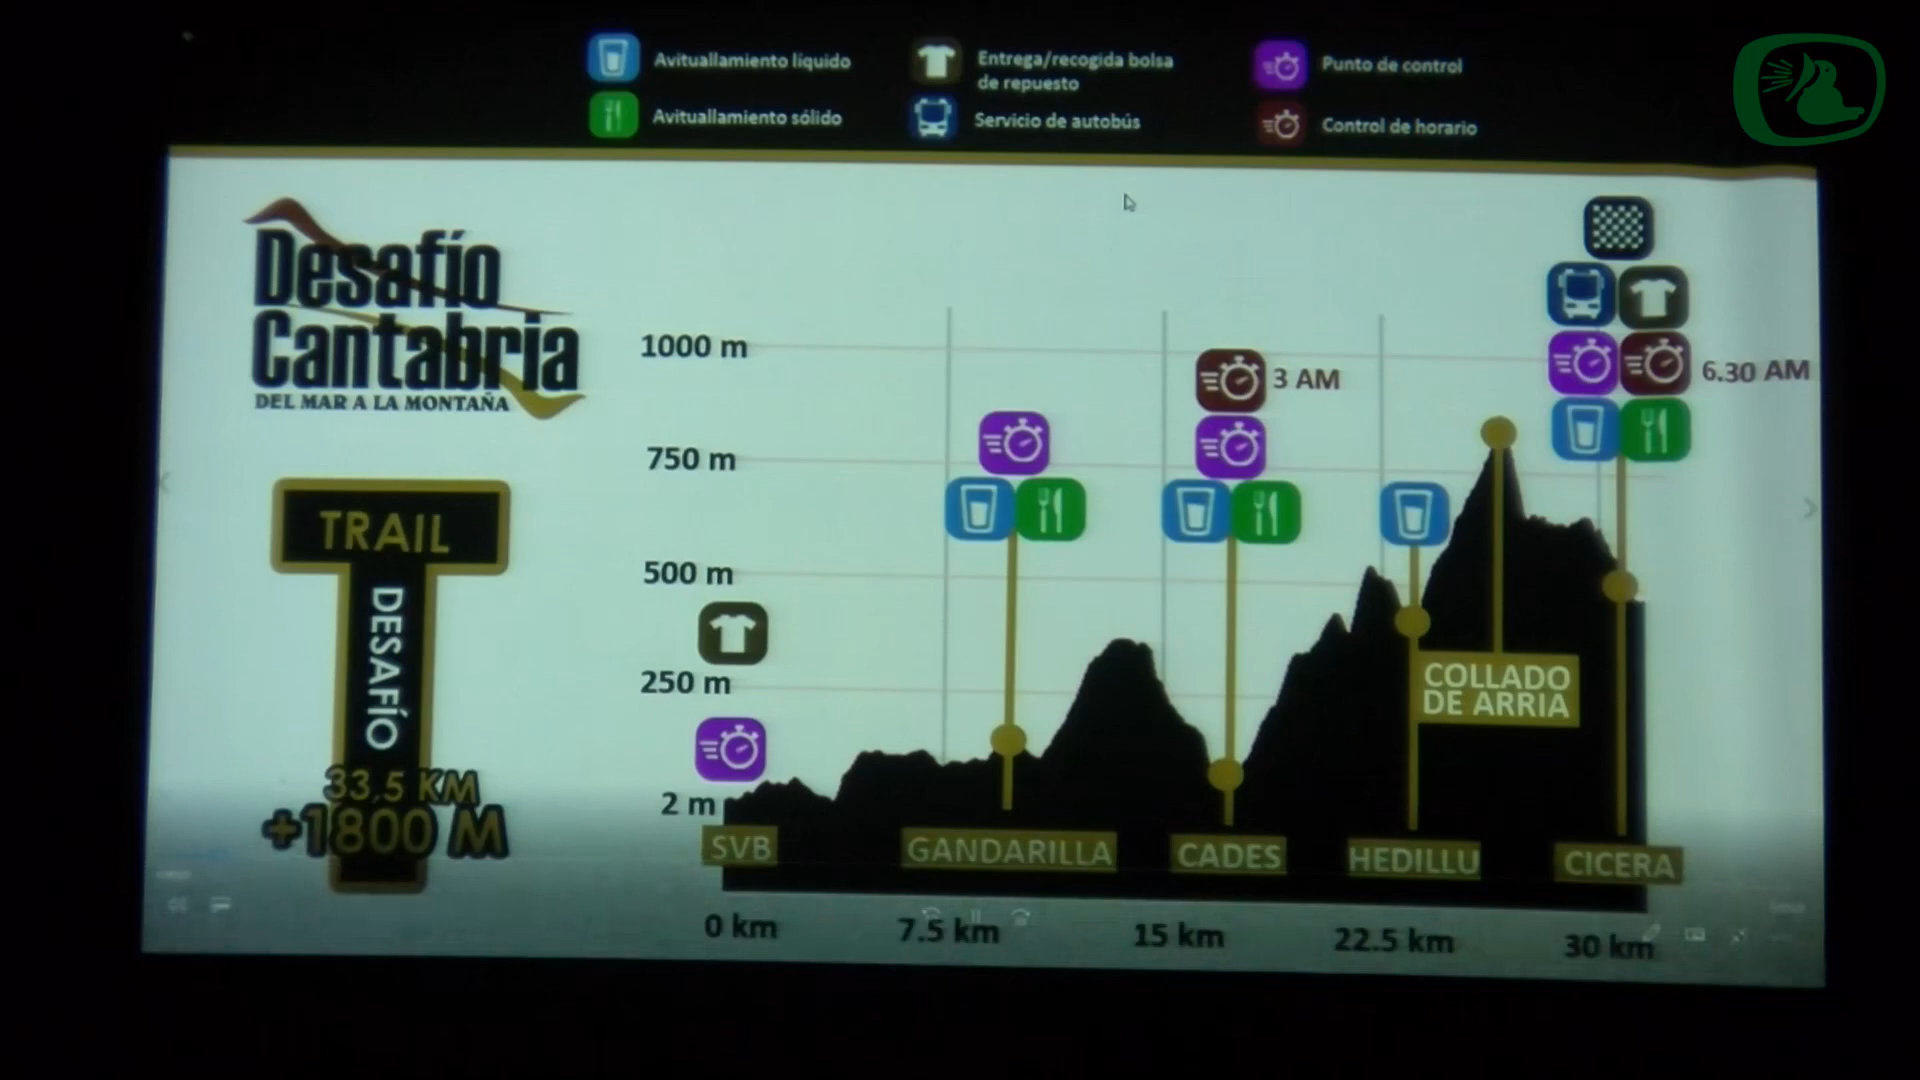 Avituallamiento líquido
Entrega/recogida bolsa
de repuesto
Punto de control
Avituallamiento sólido
Servicio de autobús
Control de horario
Desafío
Cantabria
DEL MAR A LA MONTAÑA
TRAIL
DESAFÍO
33,5 KM
+1800 M
1000 m
750 m
500 m
250 m
2 m
3 AM
6.30 AM
COLLADO
DE ARRIA
SVB
GANDARILLA
CADES
HEDILLU
CICERA
0 km
7.5 km
15 km
22.5 km
30 km